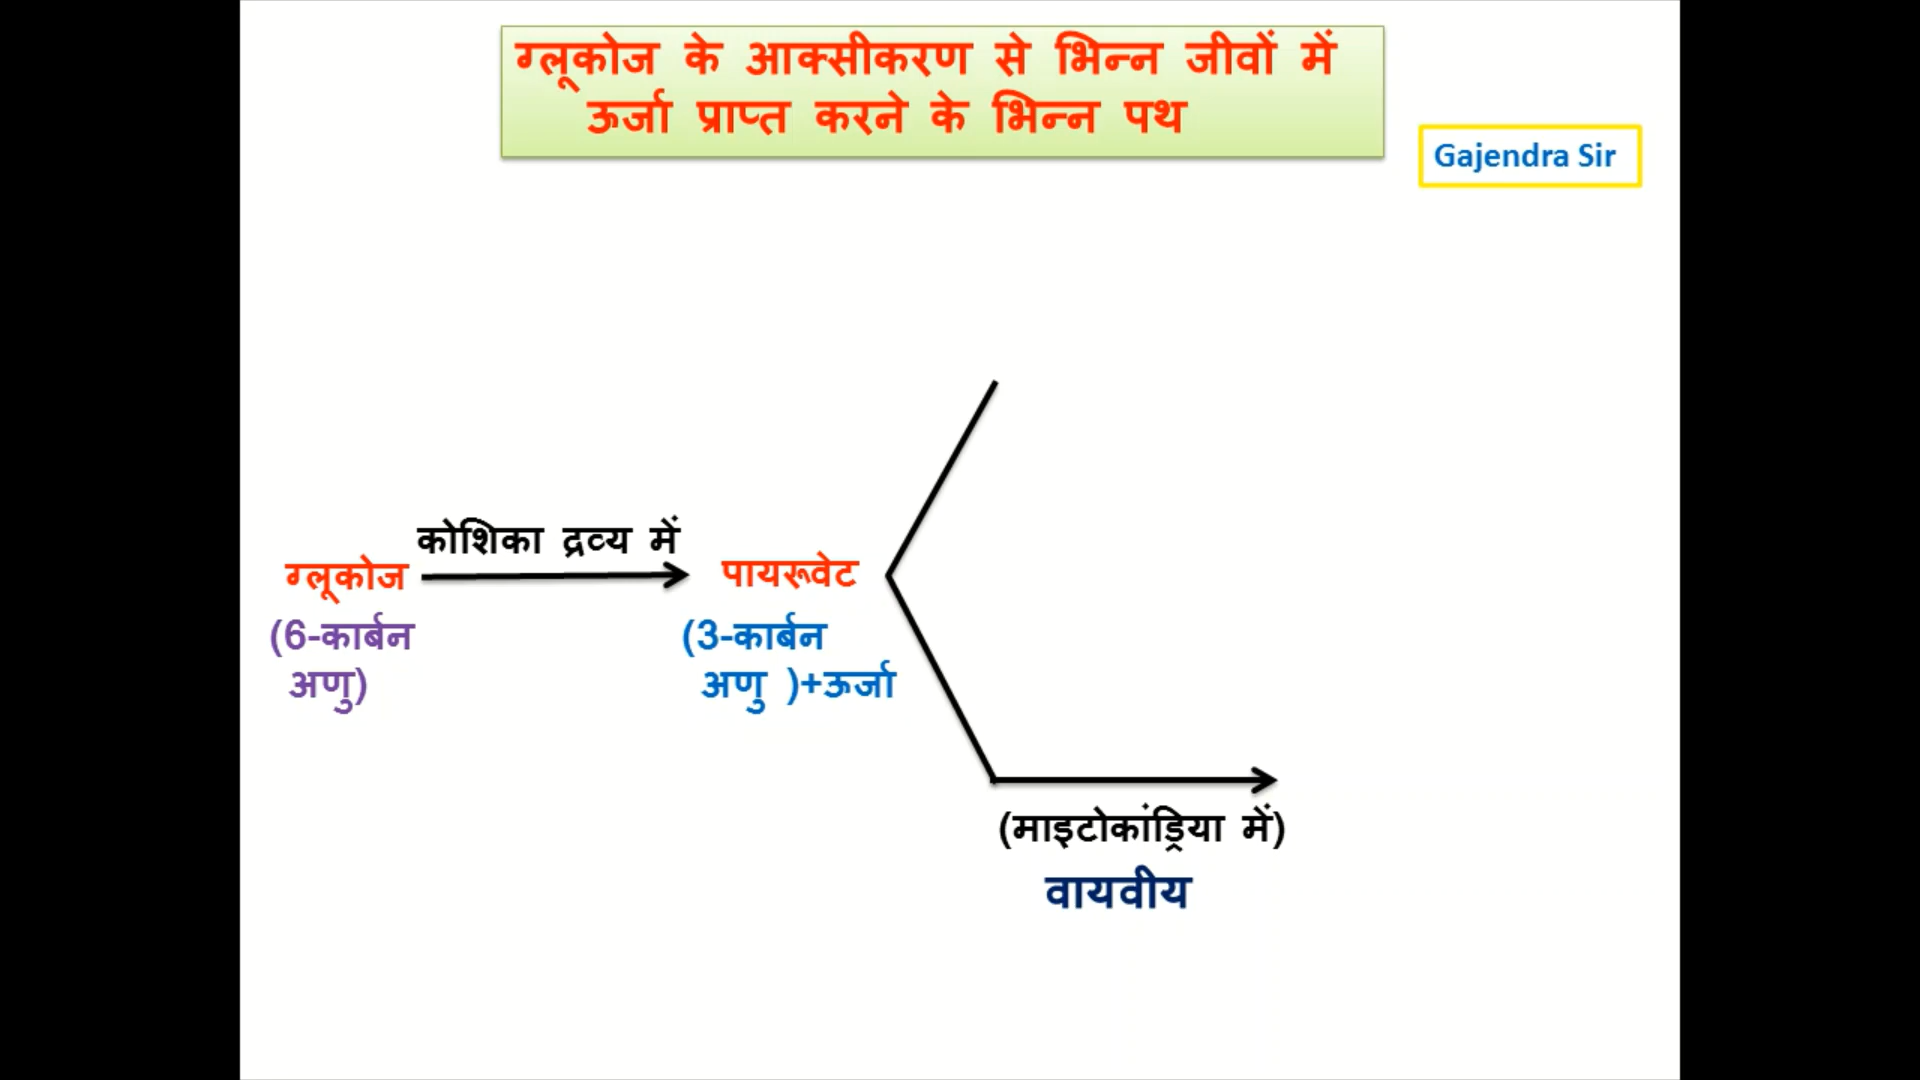 ग्लूकोज के आक्सीकरण से भिन्न जीवों में
ऊर्जा प्राप्त करने के भिन्न पथ
Gajendra Sir
कोशिका द्रव्य में
ग्लूकोज
पायरूवेट
(6-कार्बन
अणु)
(3-कार्बन
अणु )+ऊर्जा
(माइटोकांड्रिया में)
वायवीय